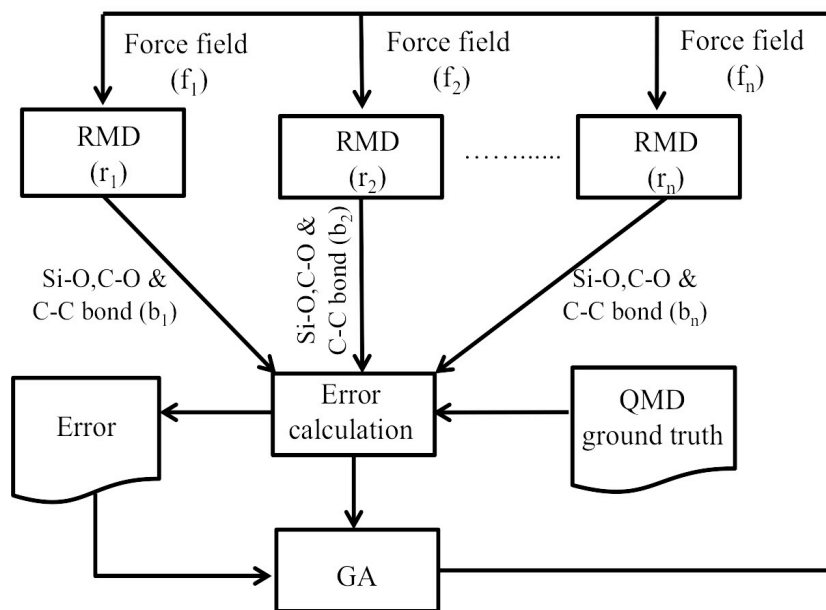 Force field
(f₁)
Force field
(f₂)
Force field
(fₙ)
RMD
(r₁)
RMD
(r₂)
............
RMD
(rₙ)
Si-O,C-O &
C-C bond (b₁)
Si-O,C-O &
C-C bond (b₂)
Si-O,C-O &
C-C bond (bₙ)
Error
Error
calculation
QMD
ground truth
GA